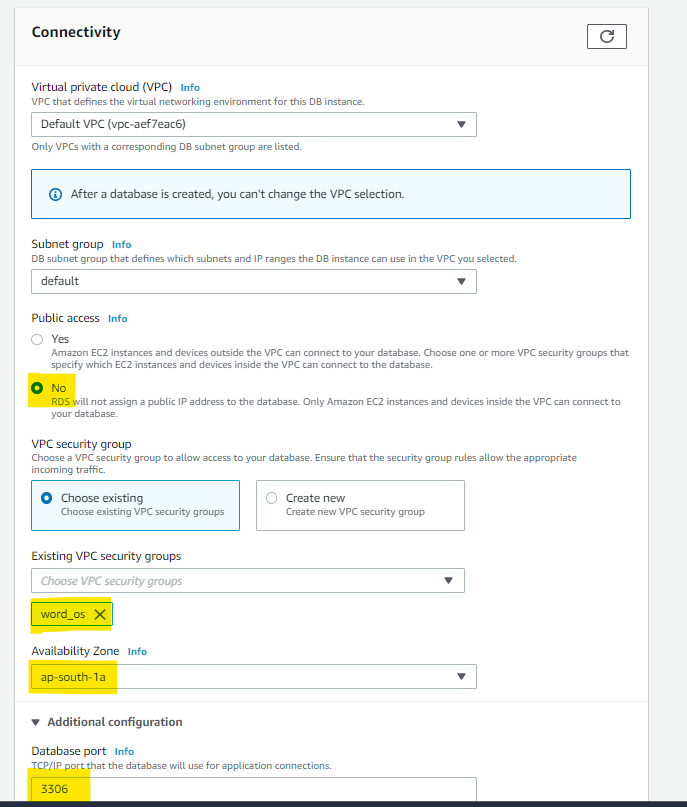 Connectivity
Virtual private cloud (VPC) Info
VPC that defines the virtual networking environment for this DB instance.
Default VPC (vpc-aef7eac6)
Only VPCs with a corresponding DB subnet group are listed.
After a database is created, you can't change the VPC selection.
Subnet group Info
DB subnet group that defines which subnets and IP ranges the DB instance can use in the VPC you selected.
default
Public access Info
Yes
Amazon EC2 instances and devices outside the VPC can connect to your database. Choose one or more VPC security groups that
specify which EC2 instances and devices inside the VPC can connect to the database.
No
RDS will not assign a public IP address to the database. Only Amazon EC2 instances and devices inside the VPC can connect to
your database.
VPC security group
Choose a VPC security group to allow access to your database. Ensure that the security group rules allow the appropriate
incoming traffic.
Choose existing
Choose existing VPC security groups
Create new
Create new VPC security group
Existing VPC security groups
Choose VPC security groups
word_os
Availability Zone Info
ap-south-1a
Additional configuration
Database port Info
TCP/IP port that the database will use for application connections.
3306